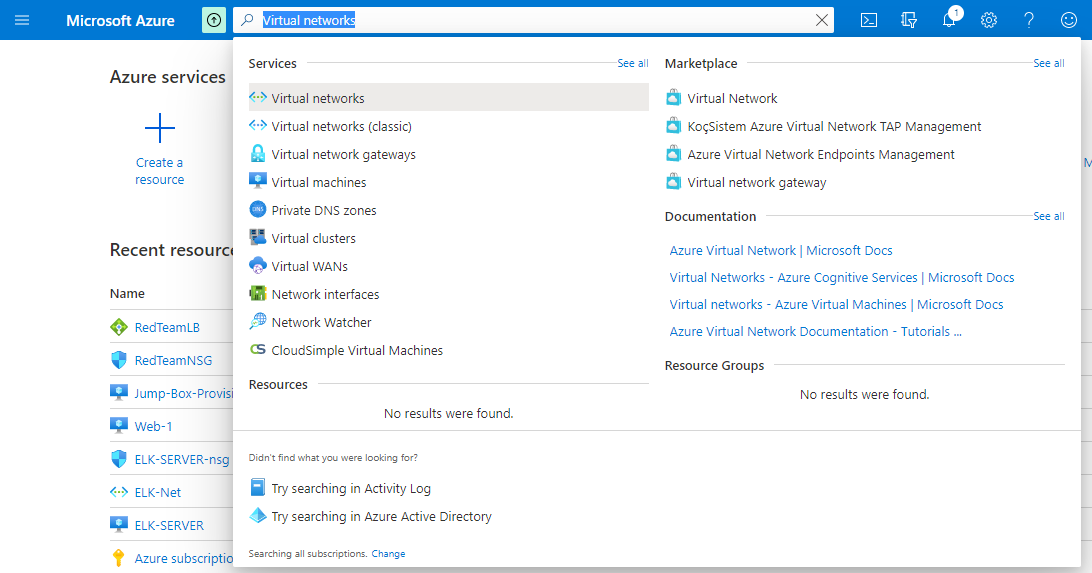 Microsoft Azure
Virtual networks
1
Azure services
Create a
resource
Recent resourc
Name
RedTeamLB
RedTeamNSG
Jump-Box-Provisi
Web-1
ELK-SERVER-nsg
ELK-Net
ELK-SERVER
Azure subscriptio
Services
See all
Virtual networks
Virtual networks (classic)
Virtual network gateways
Virtual machines
DNS
Private DNS zones
Virtual clusters
Virtual WANs
Network interfaces
Network Watcher
CS
CloudSimple Virtual Machines
Resources
No results were found.
Marketplace
See all
Virtual Network
KoçSistem Azure Virtual Network TAP Management
Azure Virtual Network Endpoints Management
Virtual network gateway
Documentation
See all
Azure Virtual Network | Microsoft Docs
Virtual Networks - Azure Cognitive Services | Microsoft Docs
Virtual networks - Azure Virtual Machines | Microsoft Docs
Azure Virtual Network Documentation - Tutorials ...
Resource Groups
No results were found.
Didn't find what you were looking for?
Try searching in Activity Log
Try searching in Azure Active Directory
Searching all subscriptions. Change
M